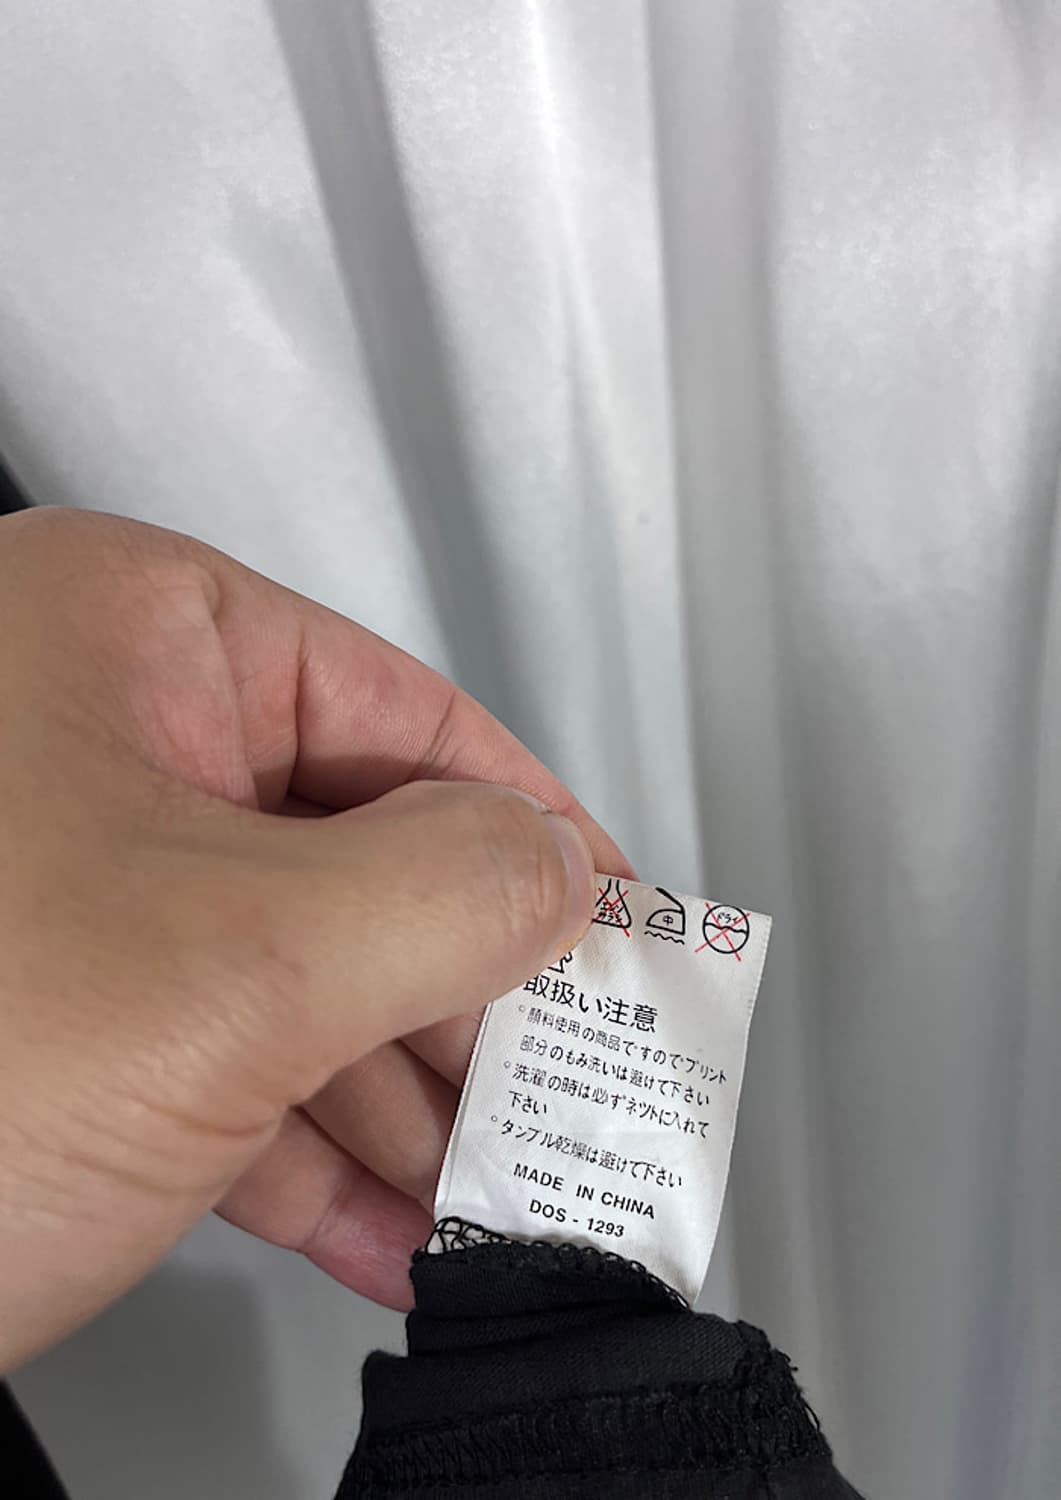 中 ドライ
取扱い注意
°顔料使用の商品ですのでプリント
部分のもみ洗いは避けて下さい
°洗濯の時は必ずネットに入れて
下さい
°タンブル乾燥は避けて下さい
MADE IN CHINA
DOS - 1293